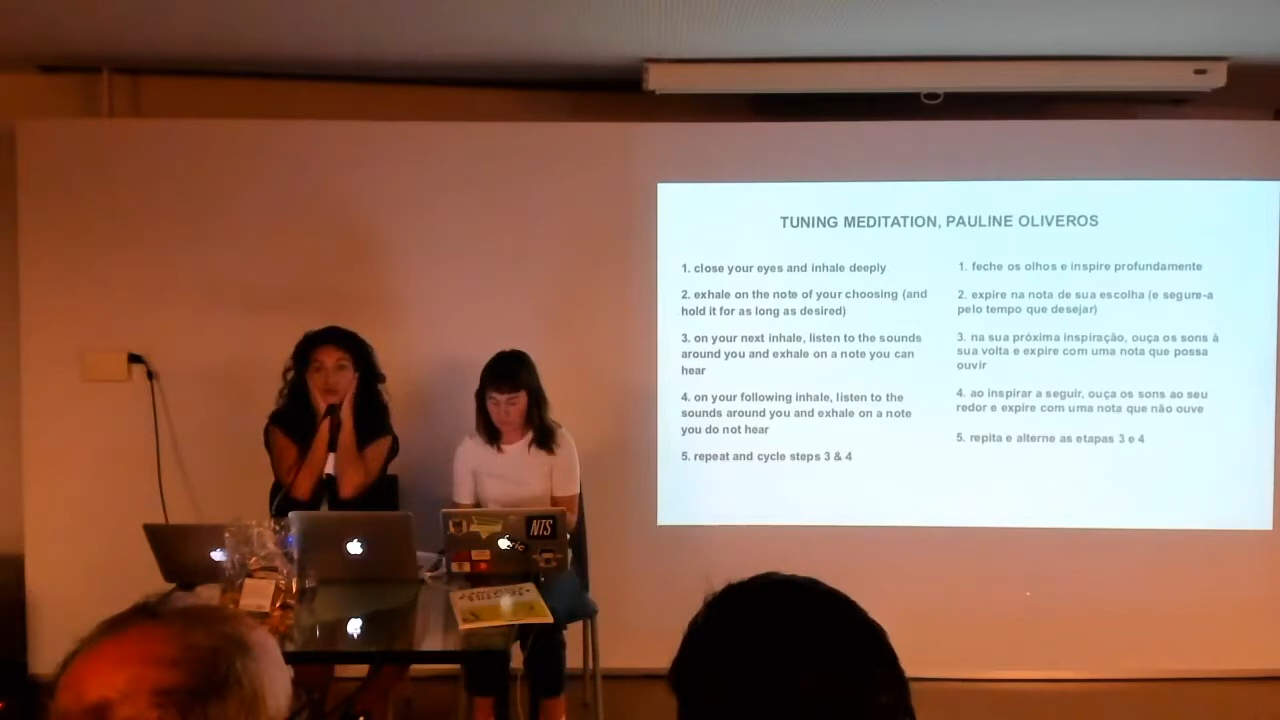 TUNING MEDITATION, PAULINE OLIVEROS
1. close your eyes and inhale deeply
2. exhale on the note of your choosing (and
hold it for as long as desired)
3. on your next inhale, listen to the sounds
around you and exhale on a note you can
hear
4. on your following inhale, listen to the
sounds around you and exhale on a note
you do not hear
5. repeat and cycle steps 3 & 4
1. feche os olhos e inspire profundamente
2. expire na nota de sua escolha (e segure-a
pelo tempo que desejar)
3. na sua próxima inspiração, ouça os sons à
sua volta e expire com uma nota que possa
ouvir
4. ao inspirar a seguir, ouça os sons ao seu
redor e expire com uma nota que não ouve
5. repita e alterne as etapas 3 e 4
NTS